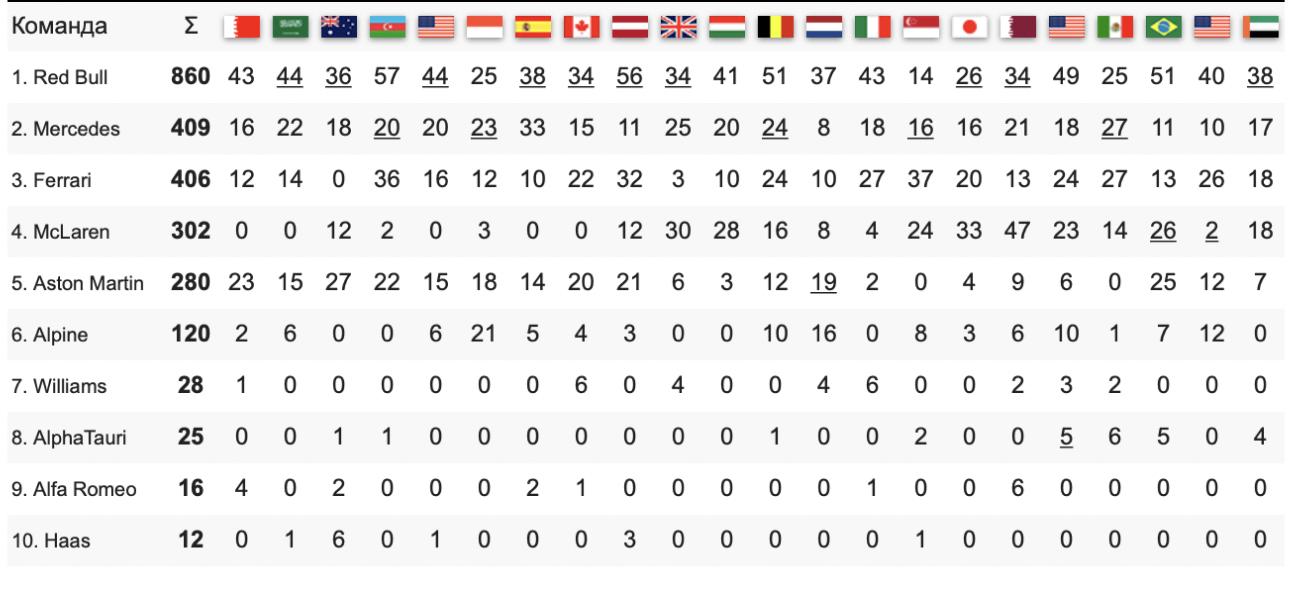 Команда Σ
1. Red Bull 860 43 44 36 57 44 25 38 34 56 34 41 51 37 43 14 26 34 49 25 51 40 38
2. Mercedes 409 16 22 18 20 20 23 33 15 11 25 20 24 8 18 16 16 21 18 27 11 10 17
3. Ferrari 406 12 14 0 36 16 12 10 22 32 3 10 24 10 27 37 20 13 24 27 13 26 18
4. McLaren 302 0 0 12 2 0 3 0 0 12 30 28 16 8 4 24 33 47 23 14 26 2 18
5. Aston Martin 280 23 15 27 22 15 18 14 20 21 6 3 12 19 2 0 4 9 6 0 25 12 7
6. Alpine 120 2 6 0 0 6 21 5 4 3 0 0 10 16 0 8 3 6 10 1 7 12 0
7. Williams 28 1 0 0 0 0 0 0 6 0 4 0 0 4 6 0 0 2 3 2 0 0 0
8. AlphaTauri 25 0 0 1 1 0 0 0 0 0 0 0 1 0 0 2 0 0 5 6 5 0 4
9. Alfa Romeo 16 4 0 2 0 0 0 2 1 0 0 0 0 0 1 0 0 6 0 0 0 0 0
10. Haas 12 0 1 6 0 1 0 0 0 3 0 0 0 0 0 1 0 0 0 0 0 0 0